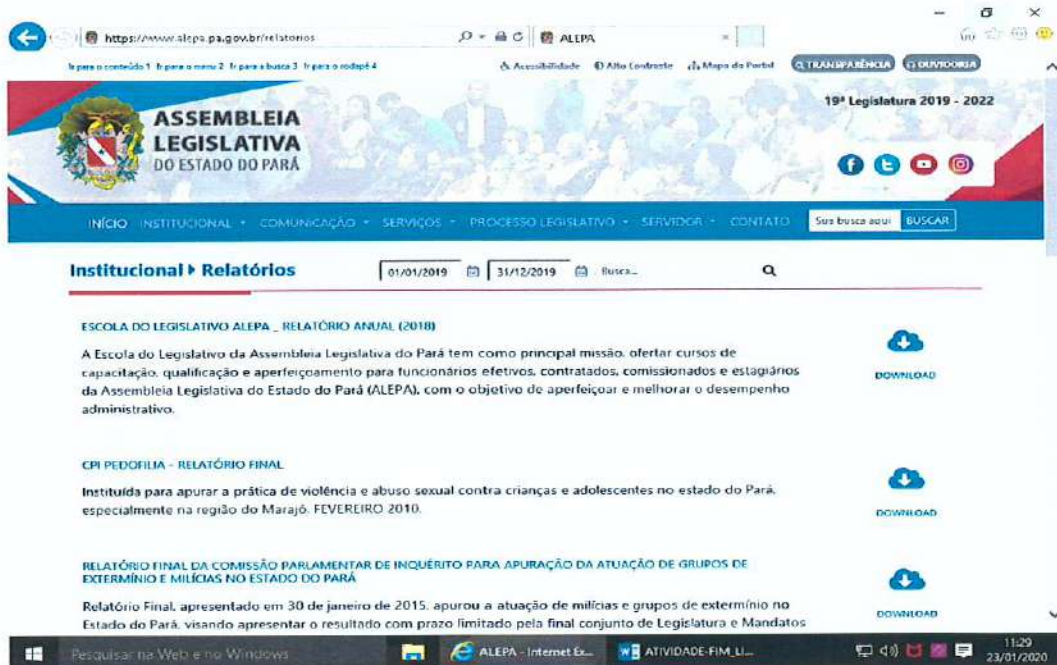 https://www.alepa.pa.gov.br/relatorios
ALEPA
Ir para o conteúdo 1 Ir para o menu 2 Ir para a busca 3 Ir para o rodapé 4
Acessibilidade Alto Contraste Mapa do Portal TRANSPARÊNCIA OUVIDORIA
19ª Legislatura 2019 - 2022
ASSEMBLEIA
LEGISLATIVA
DO ESTADO DO PARÁ
INÍCIO INSTITUCIONAL COMUNICAÇÃO SERVIÇOS PROCESSO LEGISLATIVO SERVIDOR CONTATO Sua busca aqui BUSCAR
Institucional Relatórios 01/01/2019 31/12/2019 Busca...
ESCOLA DO LEGISLATIVO ALEPA _ RELATÓRIO ANUAL (2018)
A Escola do Legislativo da Assembleia Legislativa do Pará tem como principal missão, ofertar cursos de
capacitação, qualificação e aperfeiçoamento para funcionários efetivos, contratados, comissionados e estagiários
da Assembleia Legislativa do Estado do Pará (ALEPA), com o objetivo de aperfeiçoar e melhorar o desempenho
administrativo.
DOWNLOAD
CPI PEDOFILIA - RELATÓRIO FINAL
Instituída para apurar a prática de violência e abuso sexual contra crianças e adolescentes no estado do Pará,
especialmente na região do Marajó. FEVEREIRO 2010.
DOWNLOAD
RELATÓRIO FINAL DA COMISSÃO PARLAMENTAR DE INQUÉRITO PARA APURAÇÃO DA ATUAÇÃO DE GRUPOS DE
EXTERMÍNIO E MILÍCIAS NO ESTADO DO PARÁ
Relatório Final, apresentado em 30 de janeiro de 2015, apurou a atuação de milícias e grupos de extermínio no
Estado do Pará, visando apresentar o resultado com prazo limitado pela final conjunto de Legislatura e Mandatos
DOWNLOAD
Pesquisar na Web e no Windows
ALEPA - Internet Ex...
ATIVIDADE-FIM_LI...
11:29
23/01/2020